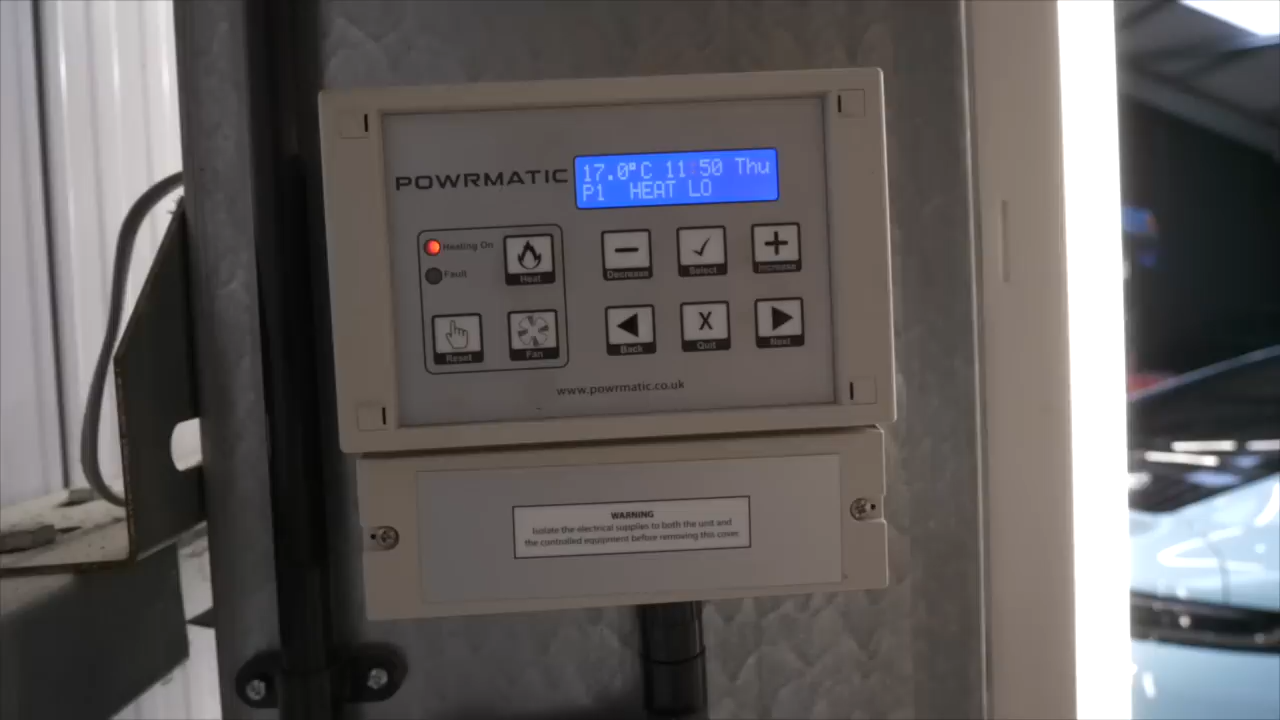 POWRMATIC
17.0°C 11:50 Thu
P1 HEAT LO
Heating On
Fault
Heat
Decrease
Select
Increase
Reset
Fan
Back
X
Quit
Next
www.powrmatic.co.uk
WARNING
Isolate the electrical supplies to both the unit and
the controlled equipment before removing this cover.